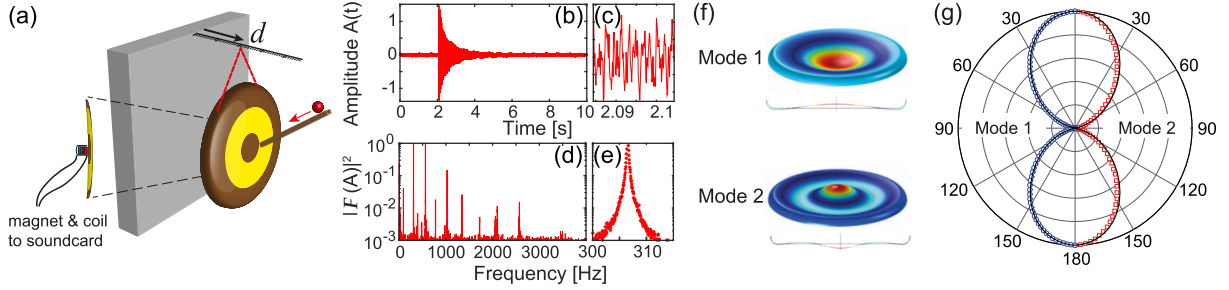 (a)
d
magnet & coil
to soundcard
Amplitude A(t)
1
0
-1
(b)
0 2 4 6 8 10
Time [s]
(c)
2.09 2.1
|F(A)|²
10⁰
10⁻¹
10⁻²
10⁻³
(d)
0 1000 2000 3000
Frequency [Hz]
(e)
300 310
(f)
Mode 1
Mode 2
(g)
0
30 30
60 60
90 Mode 1 Mode 2 90
120 120
150 150
180